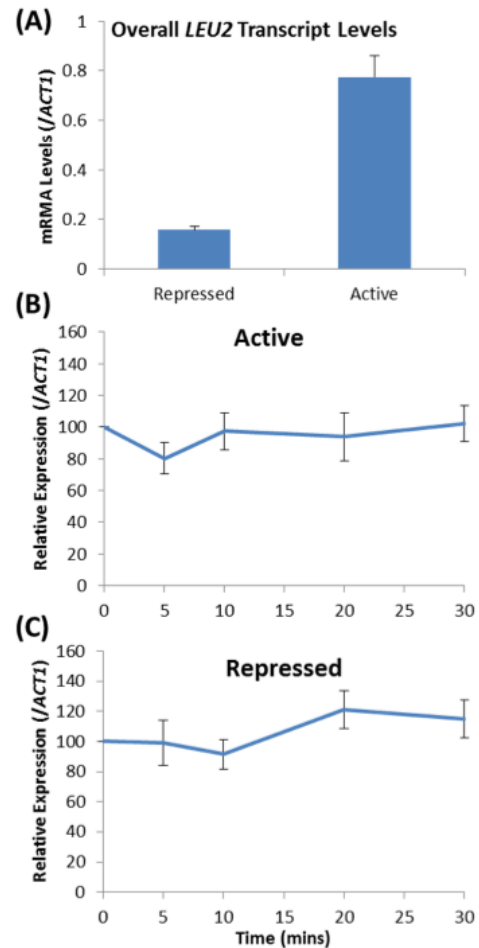 (A)
Overall LEU2 Transcript Levels
mRMA Levels (/ACT1)
1
0.8
0.6
0.4
0.2
0
Repressed Active
(B)
Active
Relative Expression (/ACT1)
160
140
120
100
80
60
40
20
0
0 5 10 15 20 25 30
(C)
Repressed
Relative Expression (/ACT1)
160
140
120
100
80
60
40
20
0
0 5 10 15 20 25 30
Time (mins)